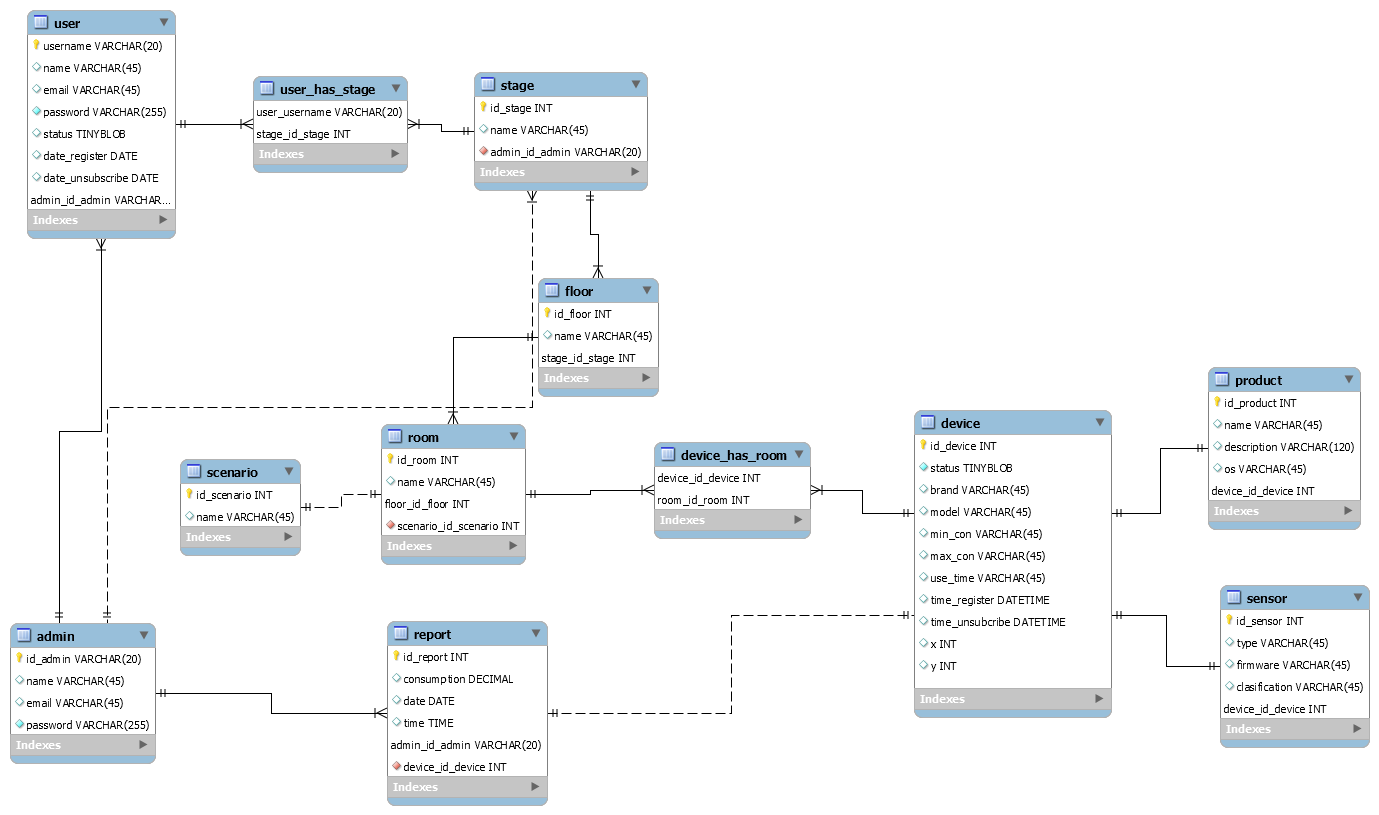 user
username VARCHAR(20)
name VARCHAR(45)
email VARCHAR(45)
password VARCHAR(255)
status TINYBLOB
date_register DATE
date_unsubscribe DATE
admin_id_admin VARCHAR...
Indexes
user_has_stage
user_username VARCHAR(20)
stage_id_stage INT
Indexes
stage
id_stage INT
name VARCHAR(45)
admin_id_admin VARCHAR(20)
Indexes
floor
id_floor INT
name VARCHAR(45)
stage_id_stage INT
Indexes
scenario
id_scenario INT
name VARCHAR(45)
Indexes
room
id_room INT
name VARCHAR(45)
floor_id_floor INT
scenario_id_scenario INT
Indexes
device_has_room
device_id_device INT
room_id_room INT
Indexes
device
id_device INT
status TINYBLOB
brand VARCHAR(45)
model VARCHAR(45)
min_con VARCHAR(45)
max_con VARCHAR(45)
use_time VARCHAR(45)
time_register DATETIME
time_unsubcribe DATETIME
x INT
y INT
Indexes
product
id_product INT
name VARCHAR(45)
description VARCHAR(120)
os VARCHAR(45)
device_id_device INT
Indexes
sensor
id_sensor INT
type VARCHAR(45)
firmware VARCHAR(45)
clasification VARCHAR(45)
device_id_device INT
Indexes
admin
id_admin VARCHAR(20)
name VARCHAR(45)
email VARCHAR(45)
password VARCHAR(255)
Indexes
report
id_report INT
consumption DECIMAL
date DATE
time TIME
admin_id_admin VARCHAR(20)
device_id_device INT
Indexes